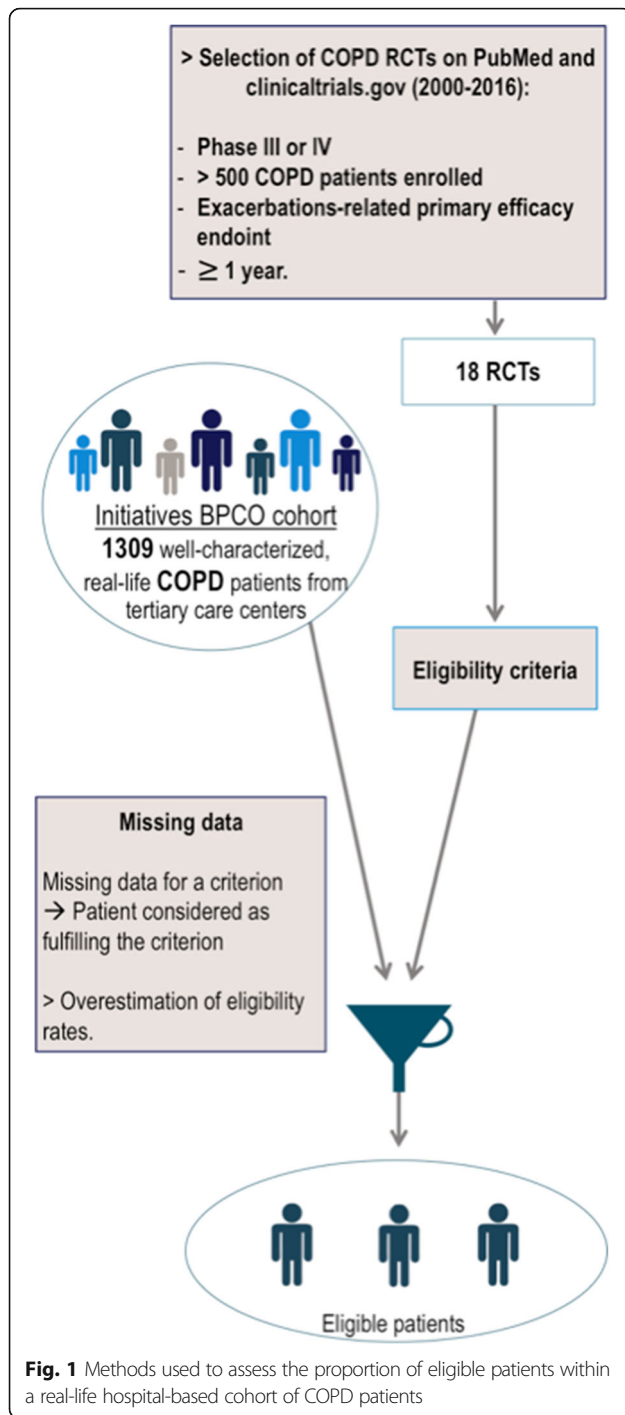 > Selection of COPD RCTs on PubMed and
clinicaltrials.gov (2000-2016):
- Phase III or IV
- > 500 COPD patients enrolled
- Exacerbations-related primary efficacy
endoint
- ≥ 1 year.
18 RCTs
Initiatives BPCO cohort
1309 well-characterized,
real-life COPD patients from
tertiary care centers
Eligibility criteria
Missing data
Missing data for a criterion
→ Patient considered as
fulfilling the criterion
> Overestimation of eligibility
rates.
Eligible patients
Fig. 1 Methods used to assess the proportion of eligible patients within
a real-life hospital-based cohort of COPD patients